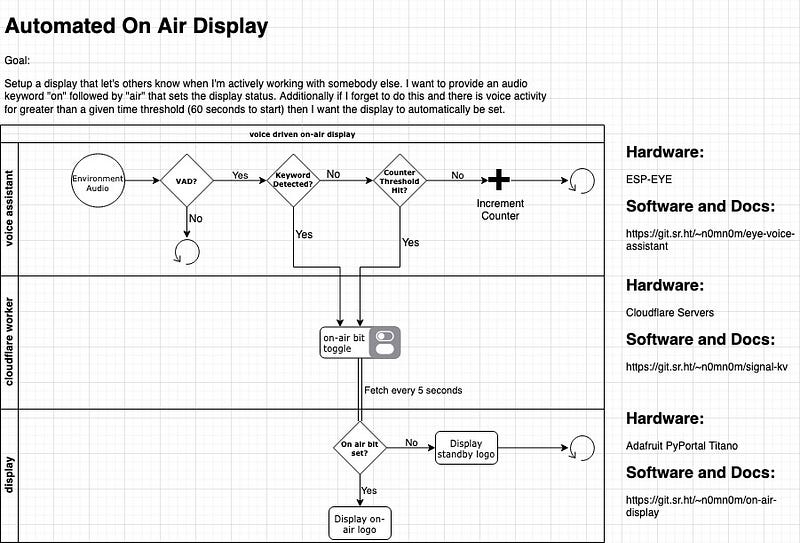 Automated On Air Display
Goal:
Setup a display that let's others know when I'm actively working with somebody else. I want to provide an audio
keyword "on" followed by "air" that sets the display status. Additionally if I forget to do this and there is voice activity
for greater than a given time threshold (60 seconds to start) then I want the display to automatically be set.
voice driven on-air display
voice assistant
Environment
Audio
VAD?
Yes
No
Keyword
Detected?
No
Yes
Counter
Threshold
Hit?
No
Yes
Increment
Counter
Hardware:
ESP-EYE
Software and Docs:
https://git.sr.ht/~n0mn0m/eye-voice-
assistant
cloudflare worker
on-air bit
toggle
Fetch every 5 seconds
Hardware:
Cloudflare Servers
Software and Docs:
https://git.sr.ht/~n0mn0m/signal-kv
display
On air bit
set?
No
Display
standby logo
Yes
Display on-
air logo
Hardware:
Adafruit PyPortal Titano
Software and Docs:
https://git.sr.ht/~n0mn0m/on-air-
display